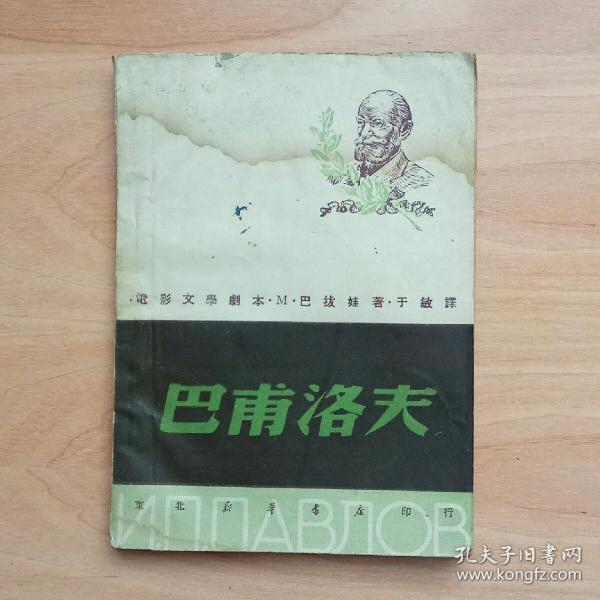 ·電影文學劇本·M·巴拔娃著·于敏譯
巴甫洛夫
東北新華書店印行
И.П.ПАВЛОВ
孔夫子旧书网
www.kongfz.com